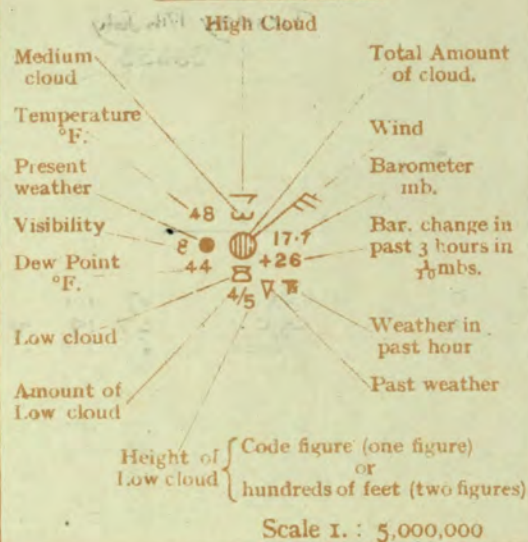 High Cloud
Medium cloud
Total Amount of cloud.
Temperature °F.
Wind
Present weather
Barometer mb.
48
Visibility
8
17.7
Bar. change in past 3 hours in 1/10 mbs.
+26
Dew Point °F.
44
4/5
Low cloud
Weather in past hour
Amount of Low cloud
Past weather
Height of Low cloud
Code figure (one figure)
or
hundreds of feet (two figures)
Scale 1. : 5,000,000